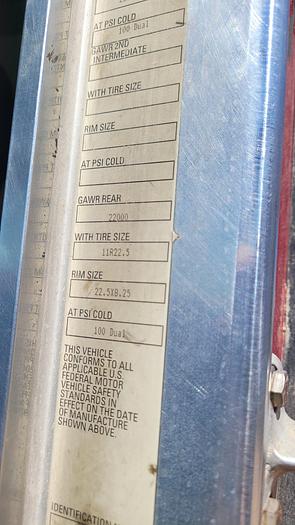 AT PSI COLD
100 Dual
GAWR 2ND
INTERMEDIATE
WITH TIRE SIZE
RIM SIZE
AT PSI COLD
GAWR REAR
22000
WITH TIRE SIZE
11R22.5
RIM SIZE
22.5X8.25
AT PSI COLD
100 Dual
THIS VEHICLE
CONFORMS TO ALL
APPLICABLE U.S.
FEDERAL MOTOR
VEHICLE SAFETY
STANDARDS IN
EFFECT ON THE DATE
OF MANUFACTURE
SHOWN ABOVE.
IDENTIFICATION